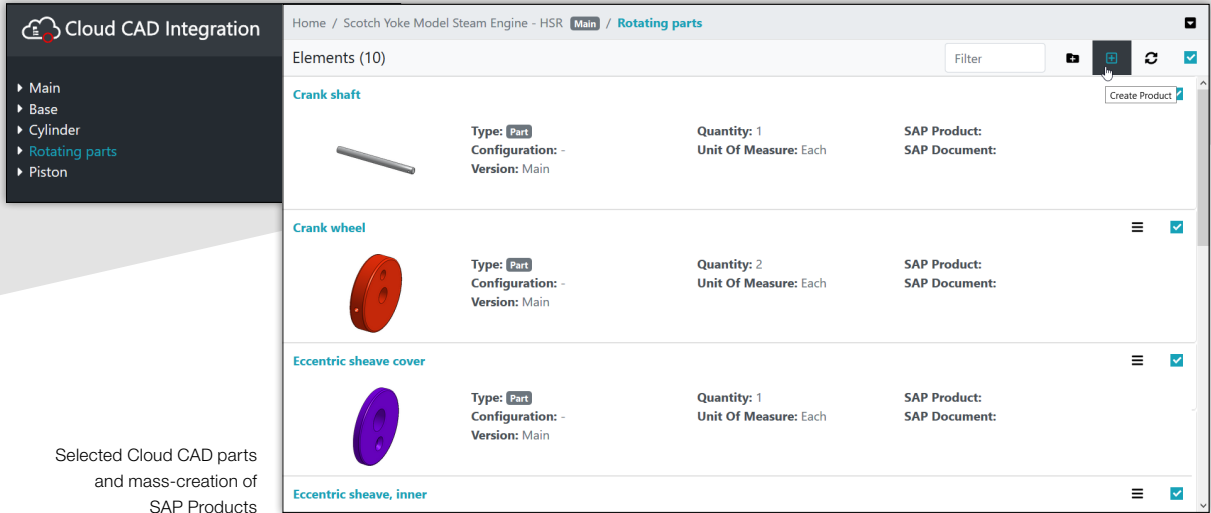 Cloud CAD Integration
Main
Base
Cylinder
Rotating parts
Piston
Home / Scotch Yoke Model Steam Engine - HSR Main / Rotating parts
Elements (10)
Filter
Create Product
Crank shaft
Type: Part
Configuration: -
Version: Main
Quantity: 1
Unit Of Measure: Each
SAP Product:
SAP Document:
Crank wheel
Type: Part
Configuration: -
Version: Main
Quantity: 2
Unit Of Measure: Each
SAP Product:
SAP Document:
Eccentric sheave cover
Type: Part
Configuration: -
Version: Main
Quantity: 1
Unit Of Measure: Each
SAP Product:
SAP Document:
Eccentric sheave, inner
Selected Cloud CAD parts
and mass-creation of
SAP Products